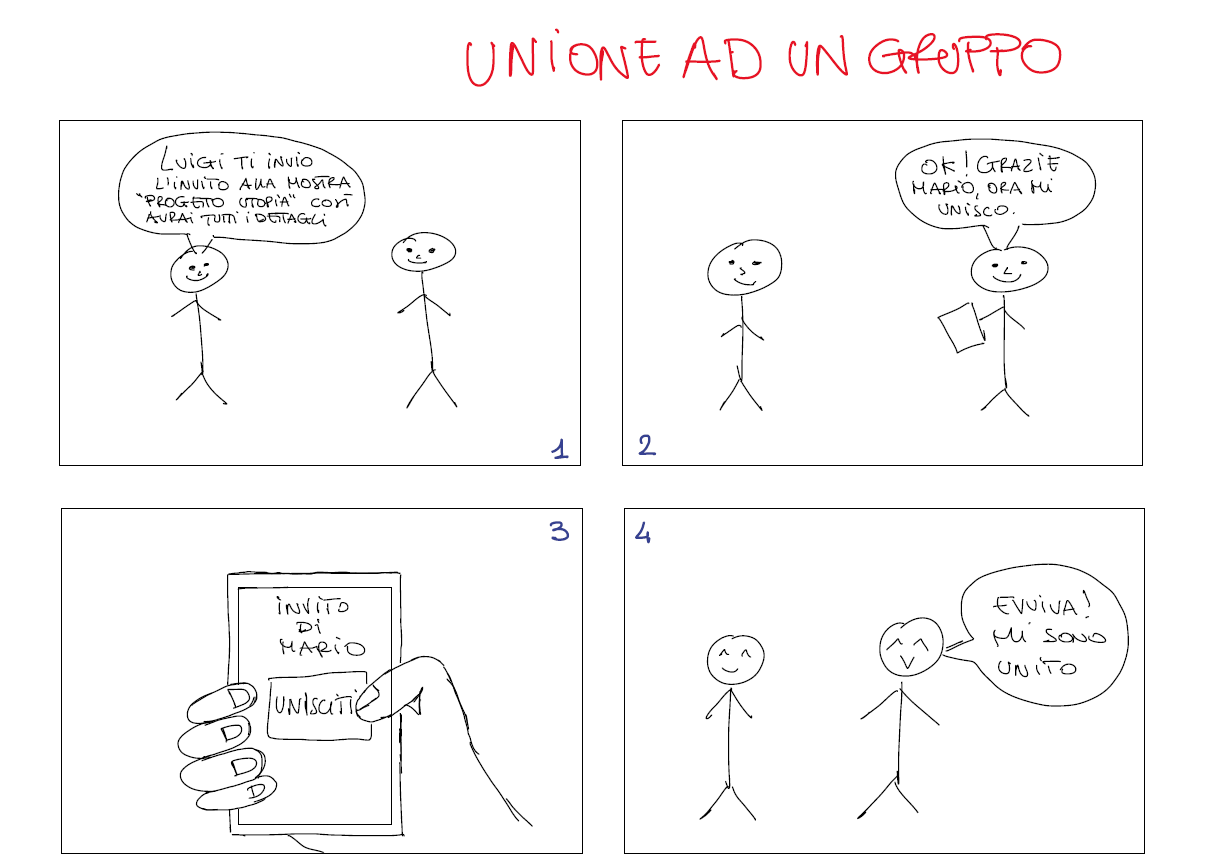 UNIONE AD UN GRUPPO
LUIGI TI INVIO
L'INVITO ALLA MOSTRA
"PROGETTO UTOPIA" COSÌ
AVRAI TUTTI I DETTAGLI
1
OK! GRAZIE
MARIO, ORA MI
UNISCO.
2
3
INVITO
DI
MARIO
UNISCITI
4
EVVIVA!
MI SONO
UNITO